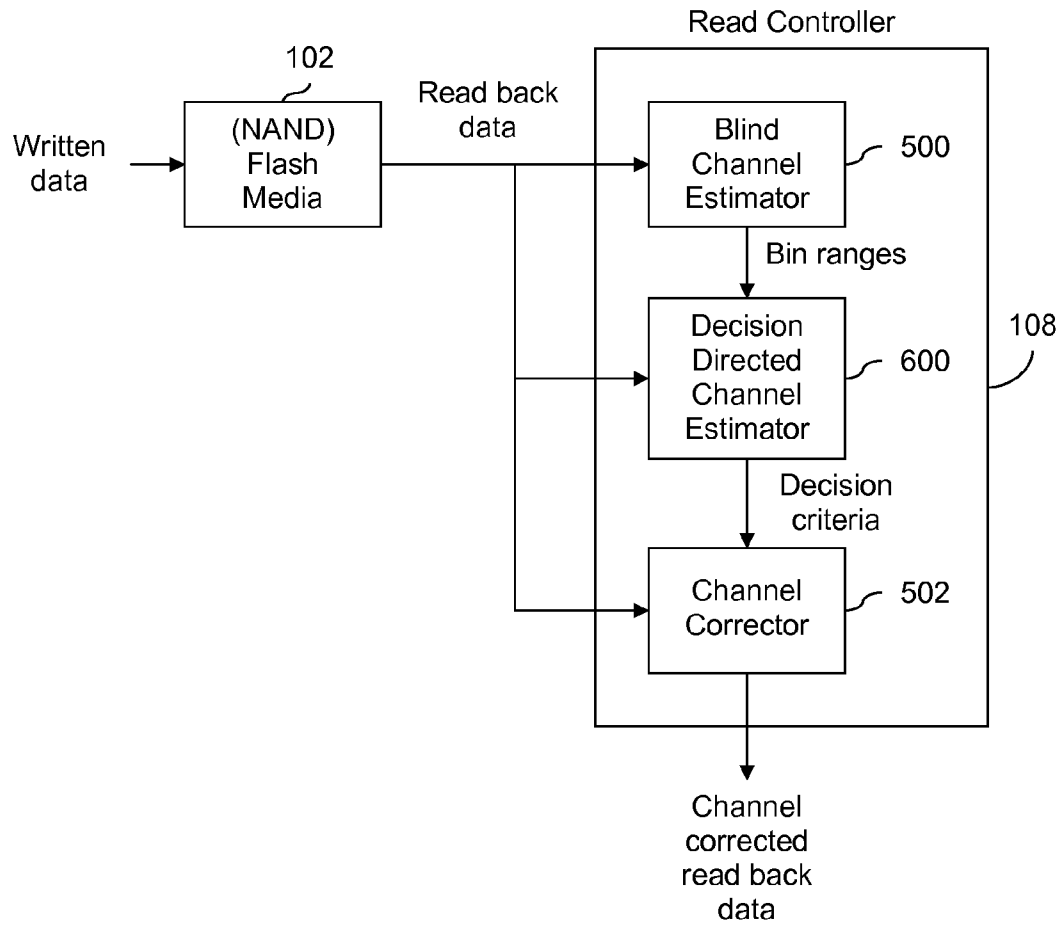 Read Controller
102
(NAND)
Flash
Media
Written
data
Read back
data
Blind
Channel
Estimator
500
Bin ranges
Decision
Directed
Channel
Estimator
600
108
Decision
criteria
Channel
Corrector
502
Channel
corrected
read back
data